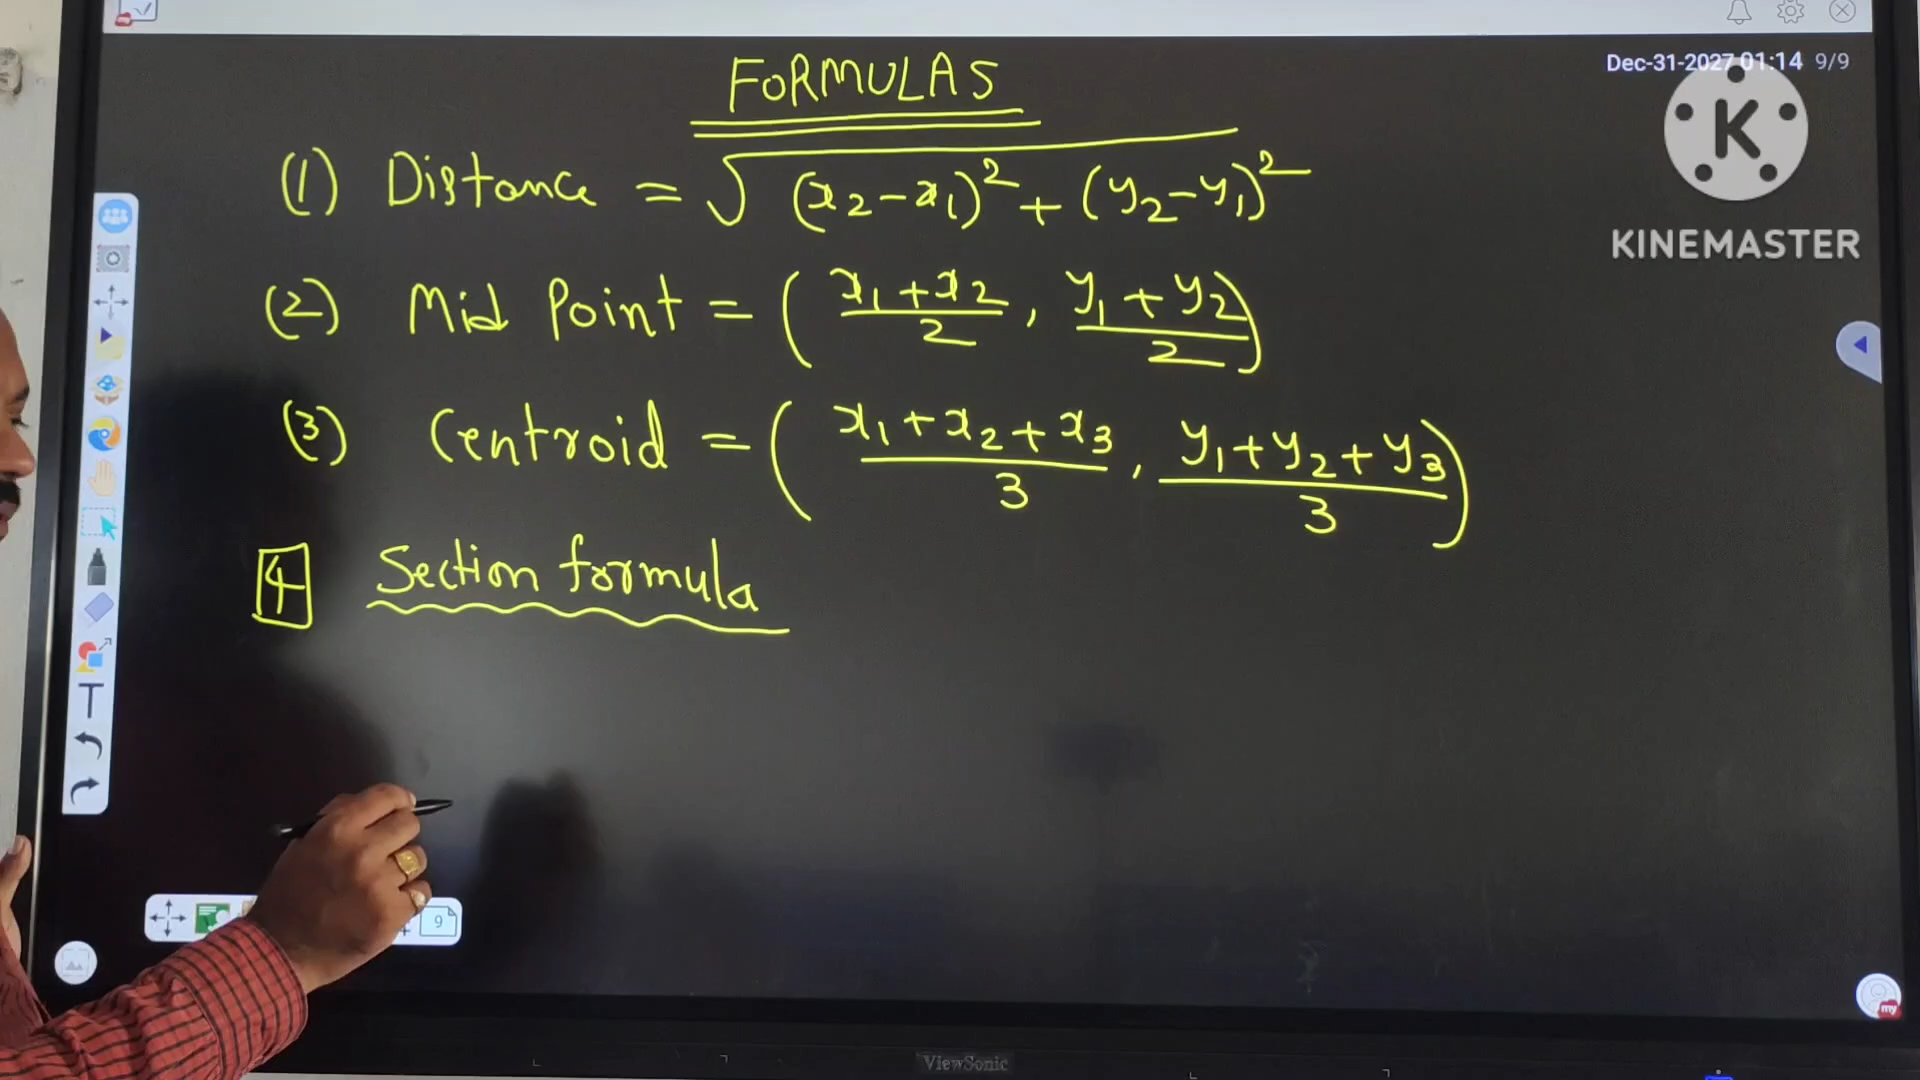 FORMULAS
Dec-31-2027 01:14 9/9
K
KINEMASTER
(1) Distance = √(x₂-x₁)² + (y₂-y₁)²
(2) Mid Point = (x₁+x₂/2, y₁+y₂/2)
(3) Centroid = (x₁+x₂+x₃/3, y₁+y₂+y₃/3)
4 Section formula
T
9
ViewSonic
my